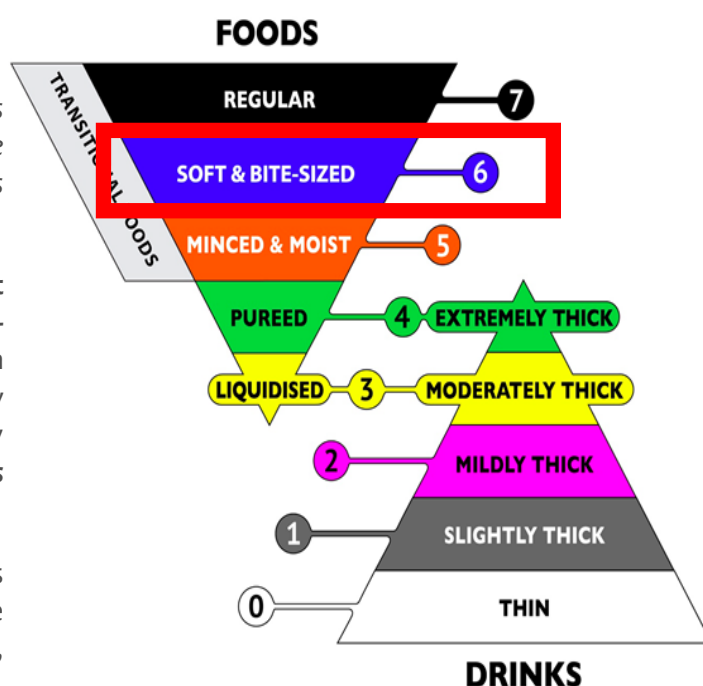 FOODS
REGULAR
7
TRANSITIONAL FOODS
SOFT & BITE-SIZED
6
MINCED & MOIST
5
PUREED
4
EXTREMELY THICK
LIQUIDISED
3
MODERATELY THICK
2
MILDLY THICK
1
SLIGHTLY THICK
0
THIN
DRINKS